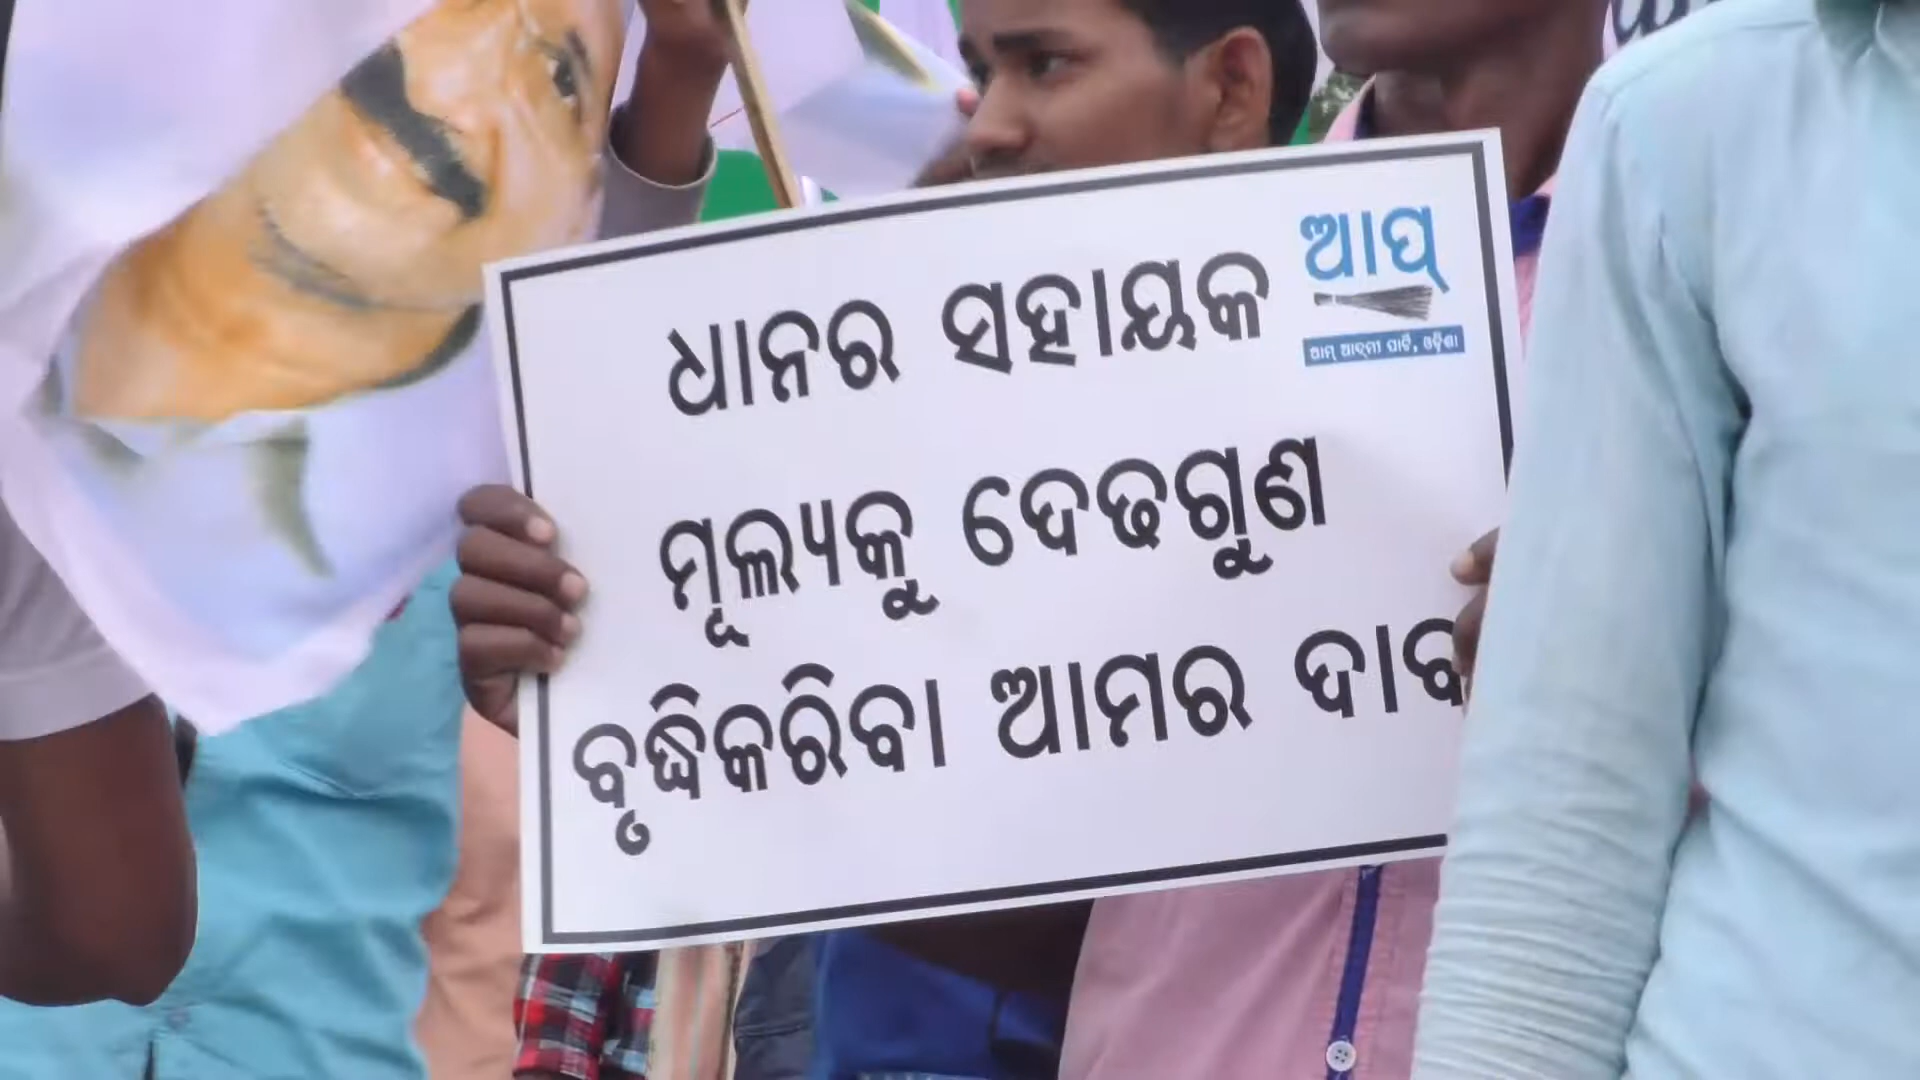 ଧାନର ସହାୟକ
ଆପ୍
ଆମ୍ ଆଦ୍ମୀ ପାର୍ଟି, ଓଡ଼ିଶା
ମୂଲ୍ୟକୁ ଦେଢଗୁଣ
ବୃଦ୍ଧିକରିବା ଆମର ଦାବ